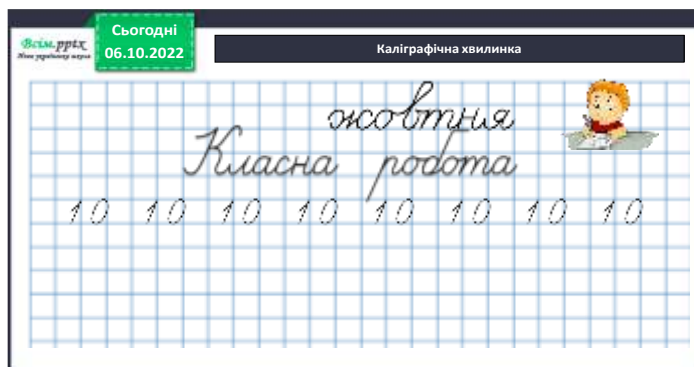 Всім.pptx
Нова українська школа
Сьогодні
06.10.2022
Каліграфічна хвилинка
жовтня
Класна робота
10 10 10 10 10 10 10 10